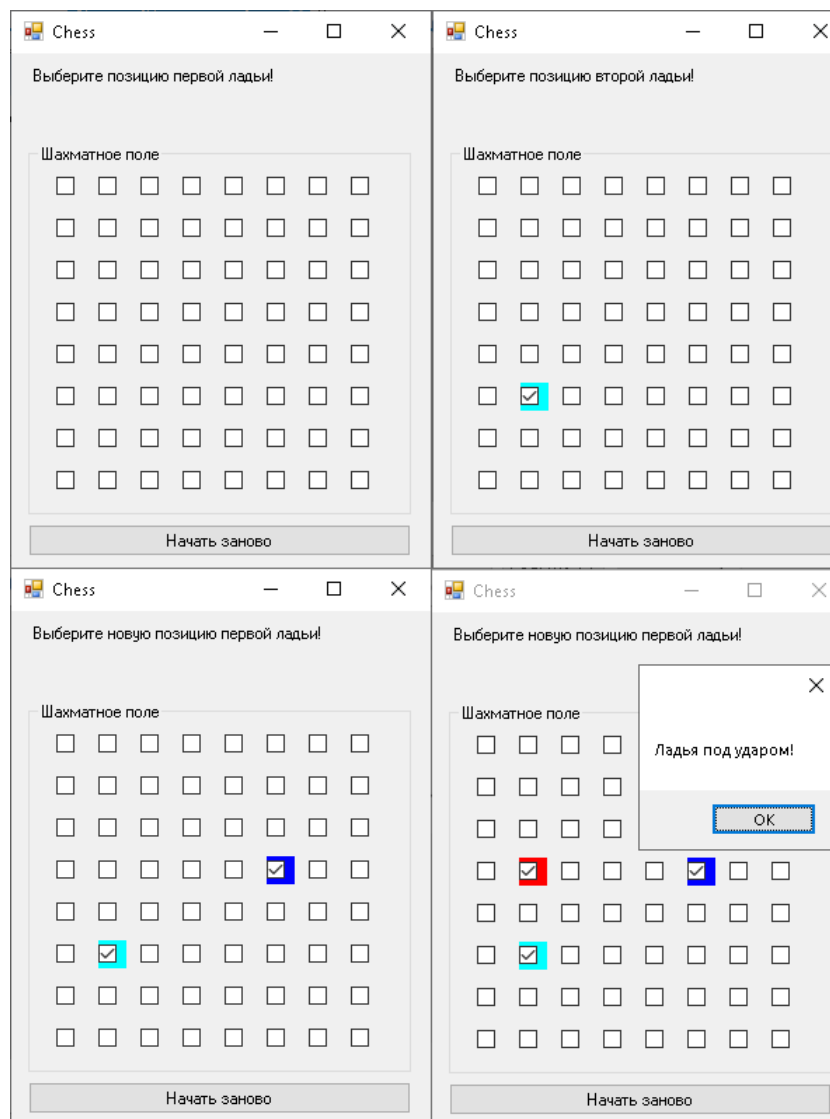 Chess
Выберите позицию первой ладьи!
Шахматное поле
Начать заново
Chess
Выберите позицию второй ладьи!
Шахматное поле
Начать заново
Chess
Выберите новую позицию первой ладьи!
Шахматное поле
Начать заново
Chess
Выберите новую позицию первой ладьи!
Шахматное поле
Ладья под ударом!
OK
Начать заново